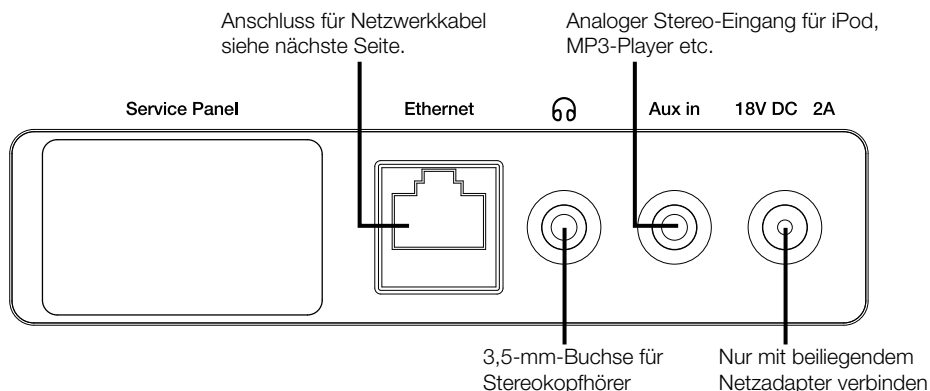 Anschluss für Netzwerkkabel
siehe nächste Seite.
Analoger Stereo-Eingang für iPod,
MP3-Player etc.
Service Panel
Ethernet
Aux in
18V DC 2A
3,5-mm-Buchse für
Stereokopfhörer
Nur mit beiliegendem
Netzadapter verbinden